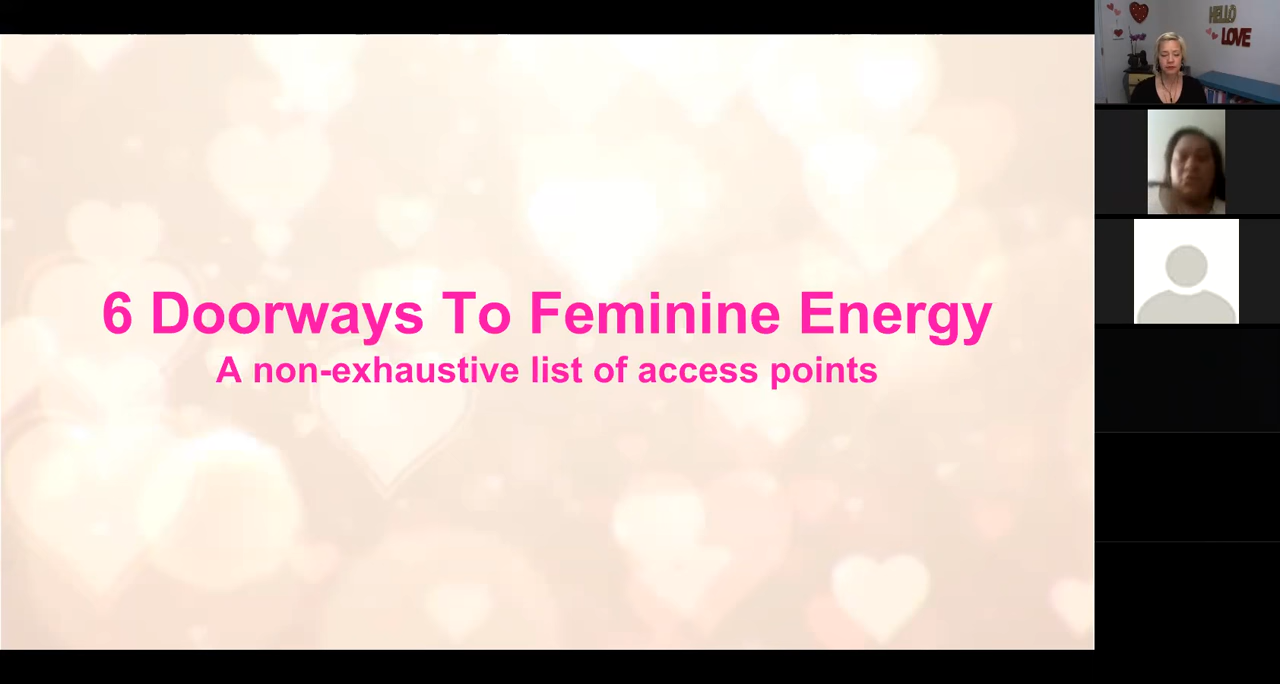 6 Doorways To Feminine Energy
A non-exhaustive list of access points
HELLO
LOVE